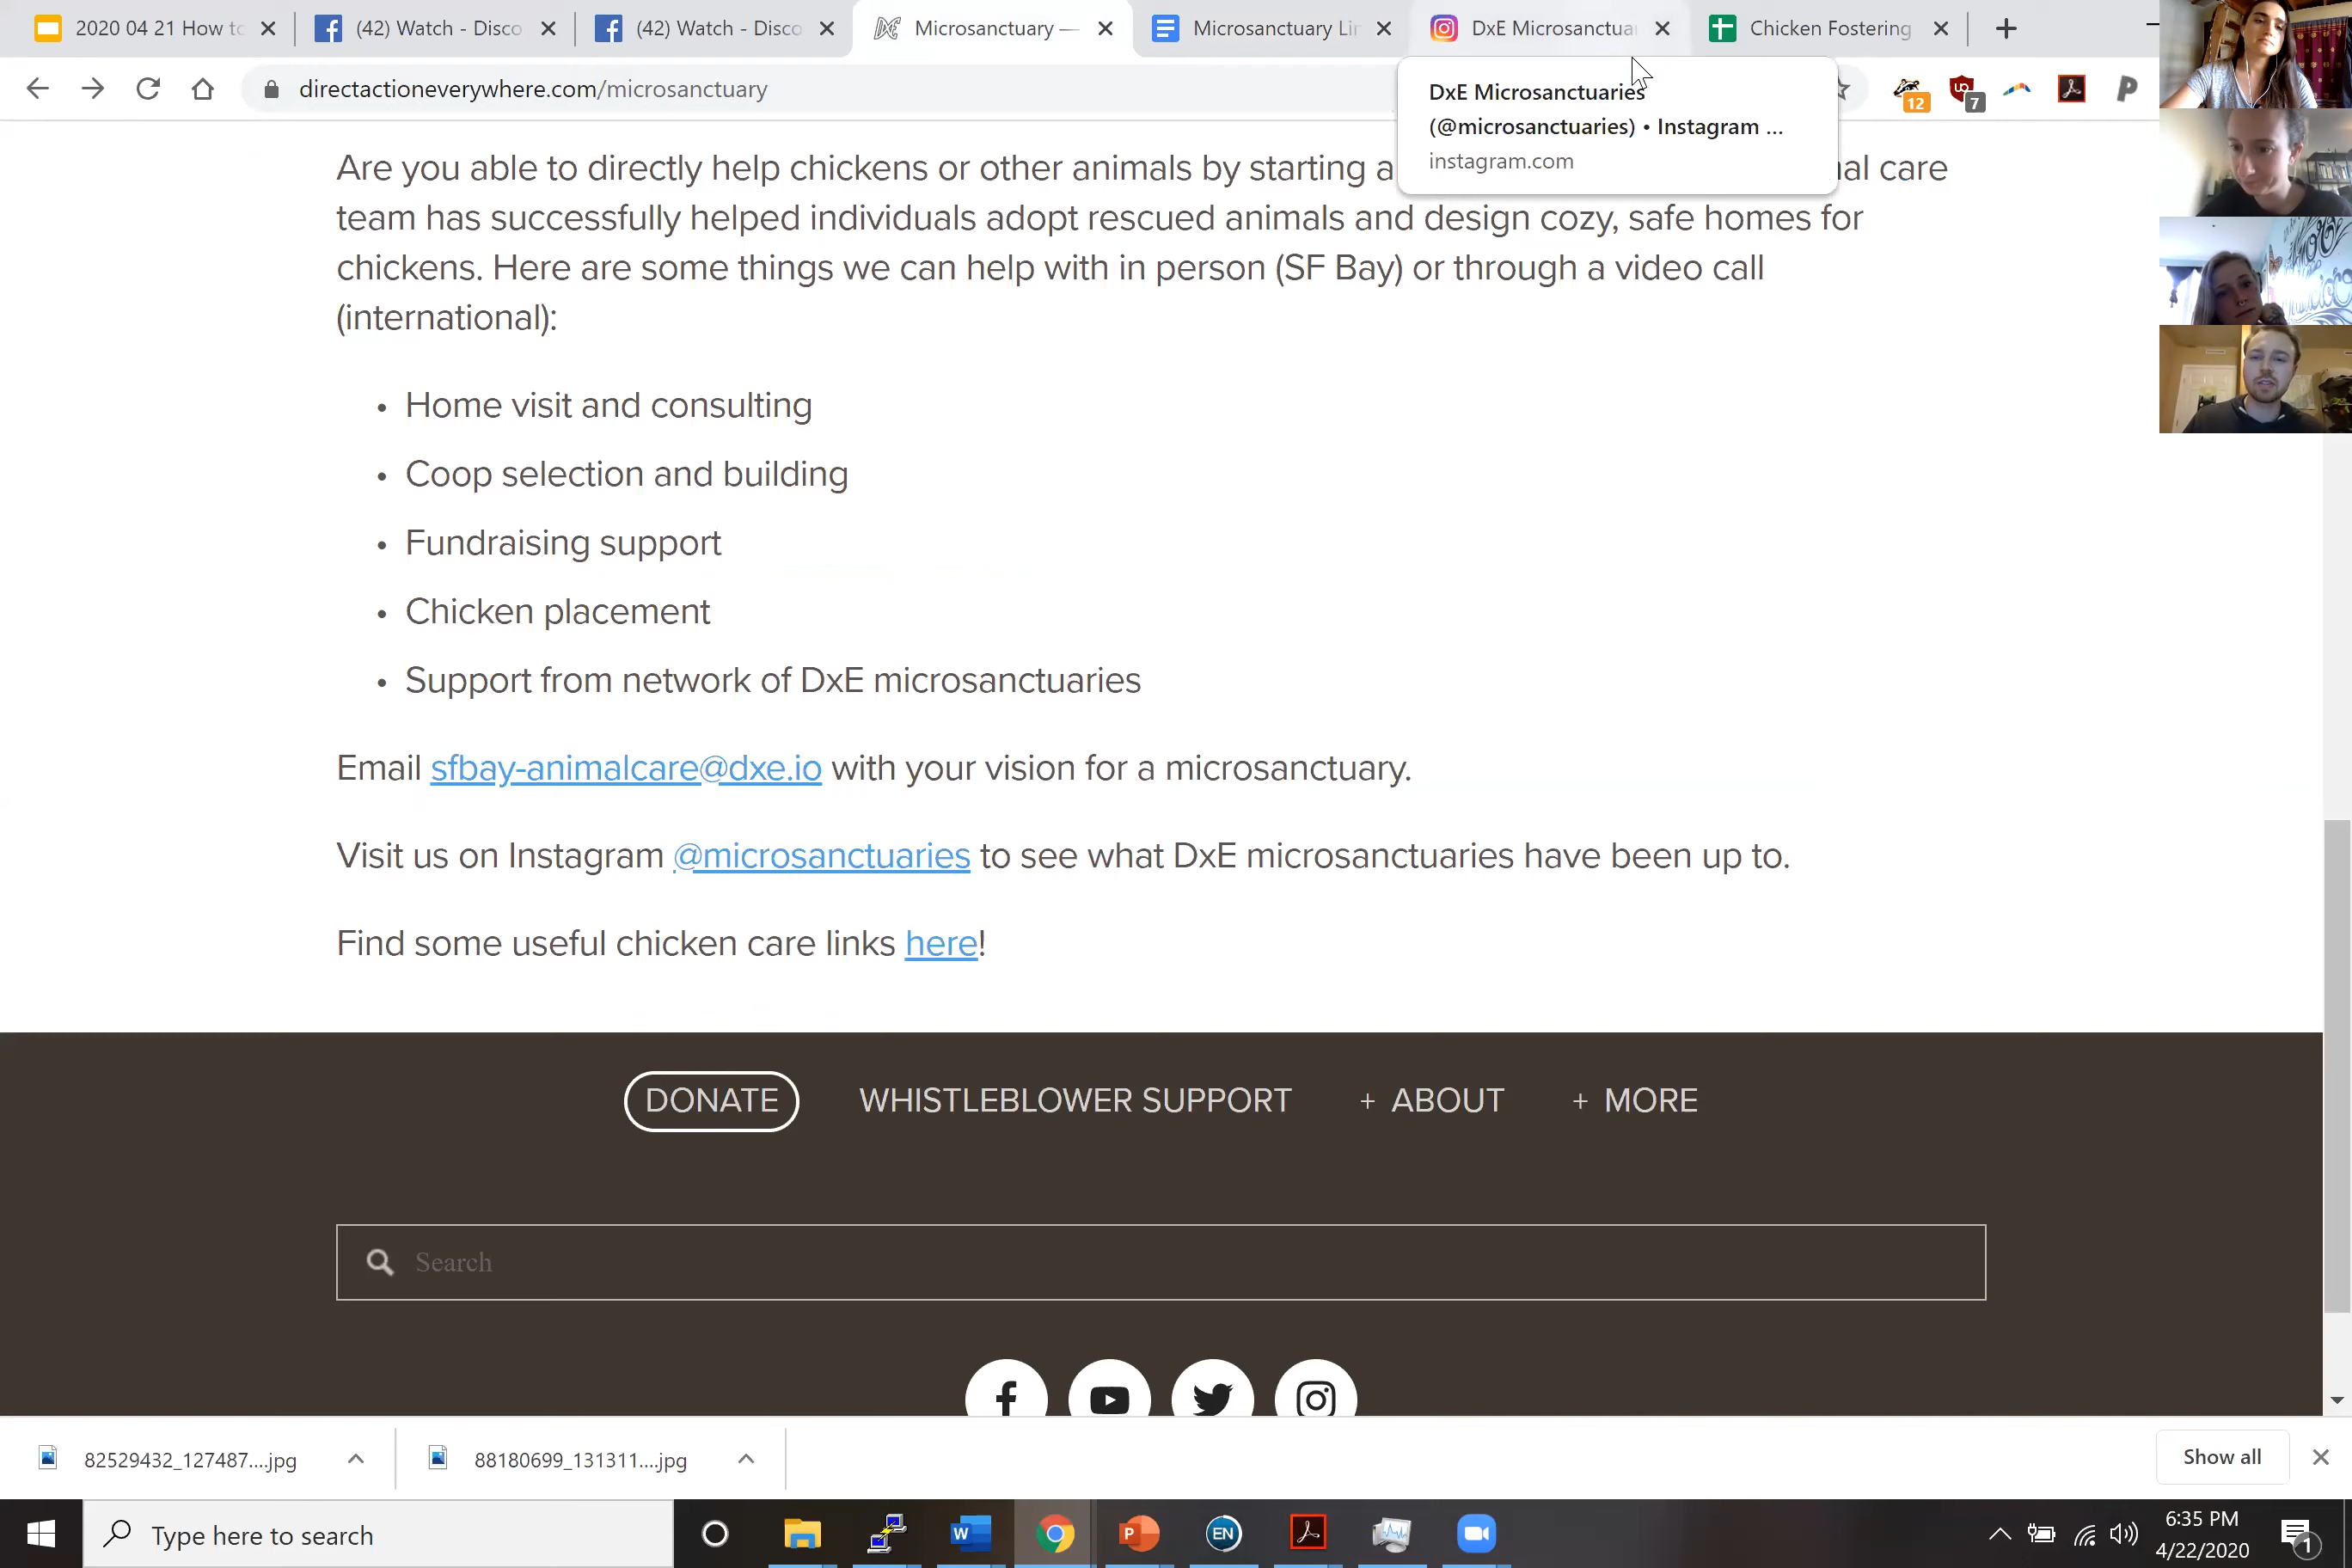 2020 04 21 How to
(42) Watch - Disco
(42) Watch - Disco
Microsanctuary —
Microsanctuary Lin
DxE Microsanctuar
Chicken Fostering
directactioneverywhere.com/microsanctuary
12
7
DxE Microsanctuaries
(@microsanctuaries) • Instagram ...
instagram.com
Are you able to directly help chickens or other animals by starting a al care
team has successfully helped individuals adopt rescued animals and design cozy, safe homes for
chickens. Here are some things we can help with in person (SF Bay) or through a video call
(international):
• Home visit and consulting
• Coop selection and building
• Fundraising support
• Chicken placement
• Support from network of DxE microsanctuaries
Email sfbay-animalcare@dxe.io with your vision for a microsanctuary.
Visit us on Instagram @microsanctuaries to see what DxE microsanctuaries have been up to.
Find some useful chicken care links here!
DONATE WHISTLEBLOWER SUPPORT + ABOUT + MORE
Search
82529432_127487....jpg
88180699_131311....jpg
Show all
Type here to search
EN
6:35 PM
4/22/2020
1